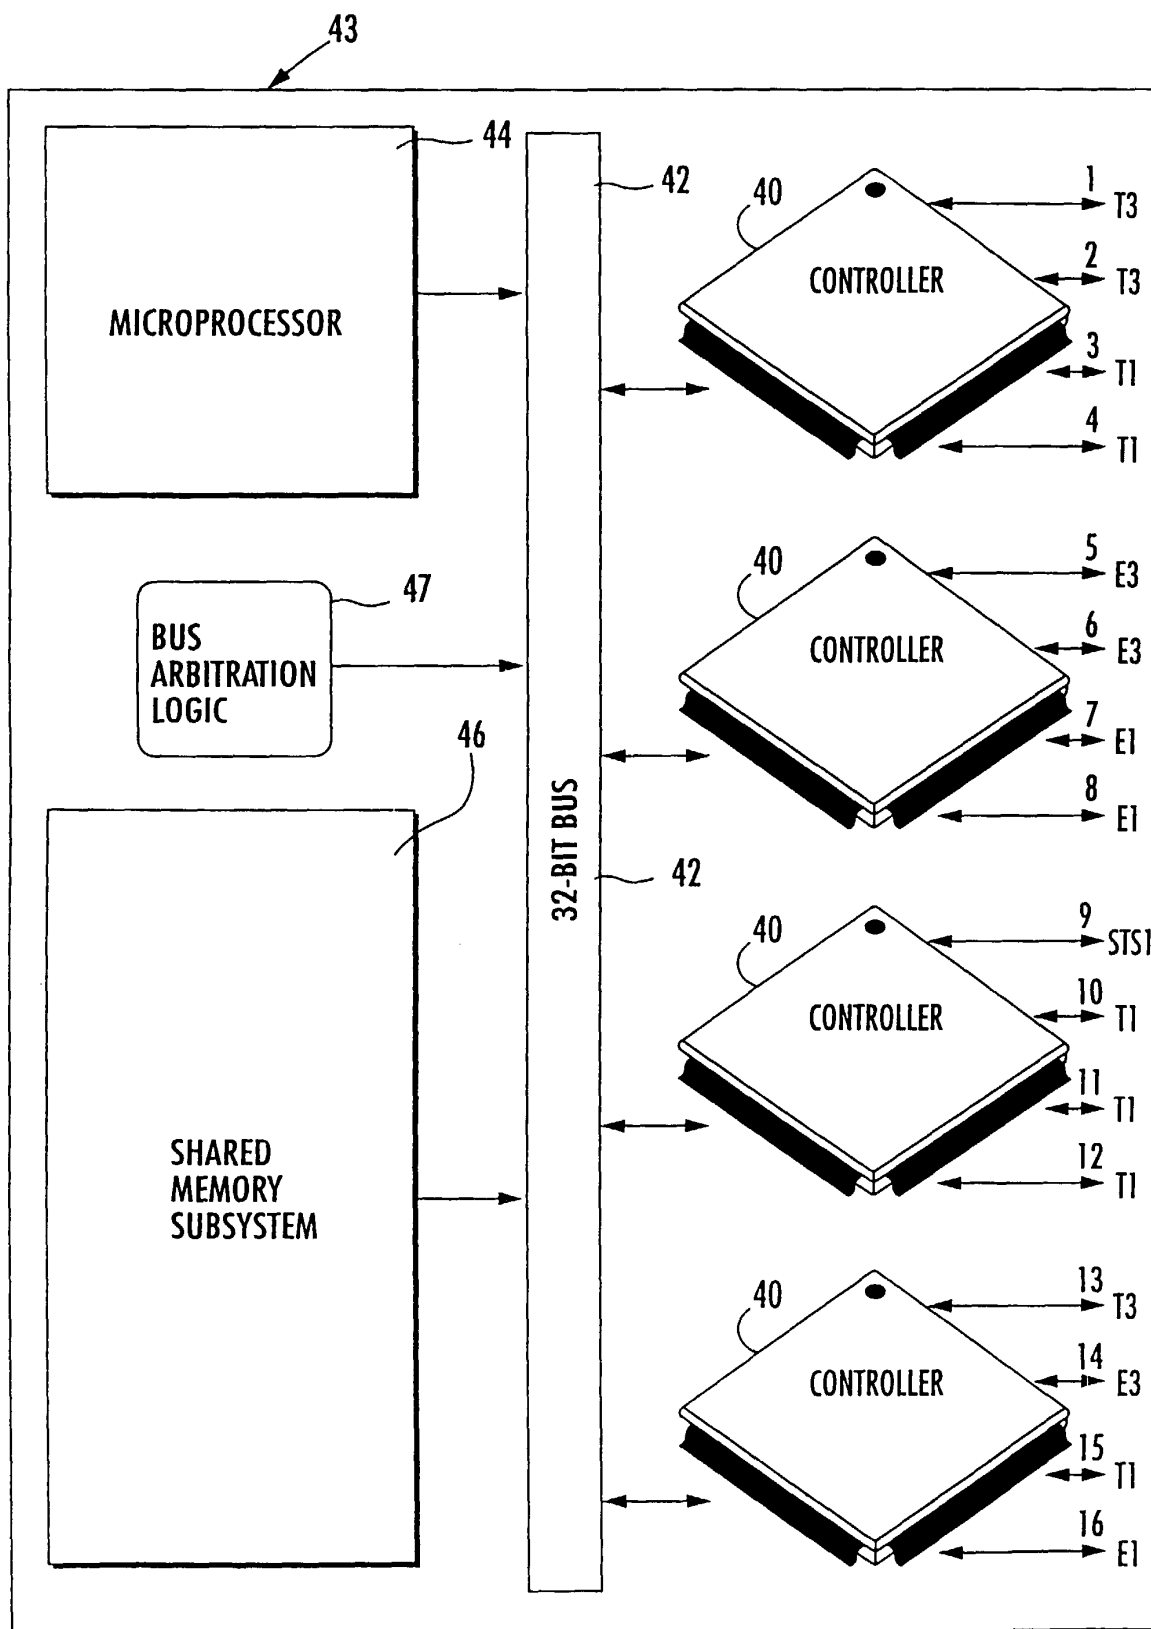 43
44
MICROPROCESSOR
42
40
CONTROLLER
1
T3
2
T3
3
T1
4
T1
47
BUS
ARBITRATION
LOGIC
40
CONTROLLER
5
E3
6
E3
7
E1
8
E1
46
SHARED
MEMORY
SUBSYSTEM
32-BIT BUS
42
40
CONTROLLER
9
STS1
10
T1
11
T1
12
T1
40
CONTROLLER
13
T3
14
E3
15
T1
16
E1